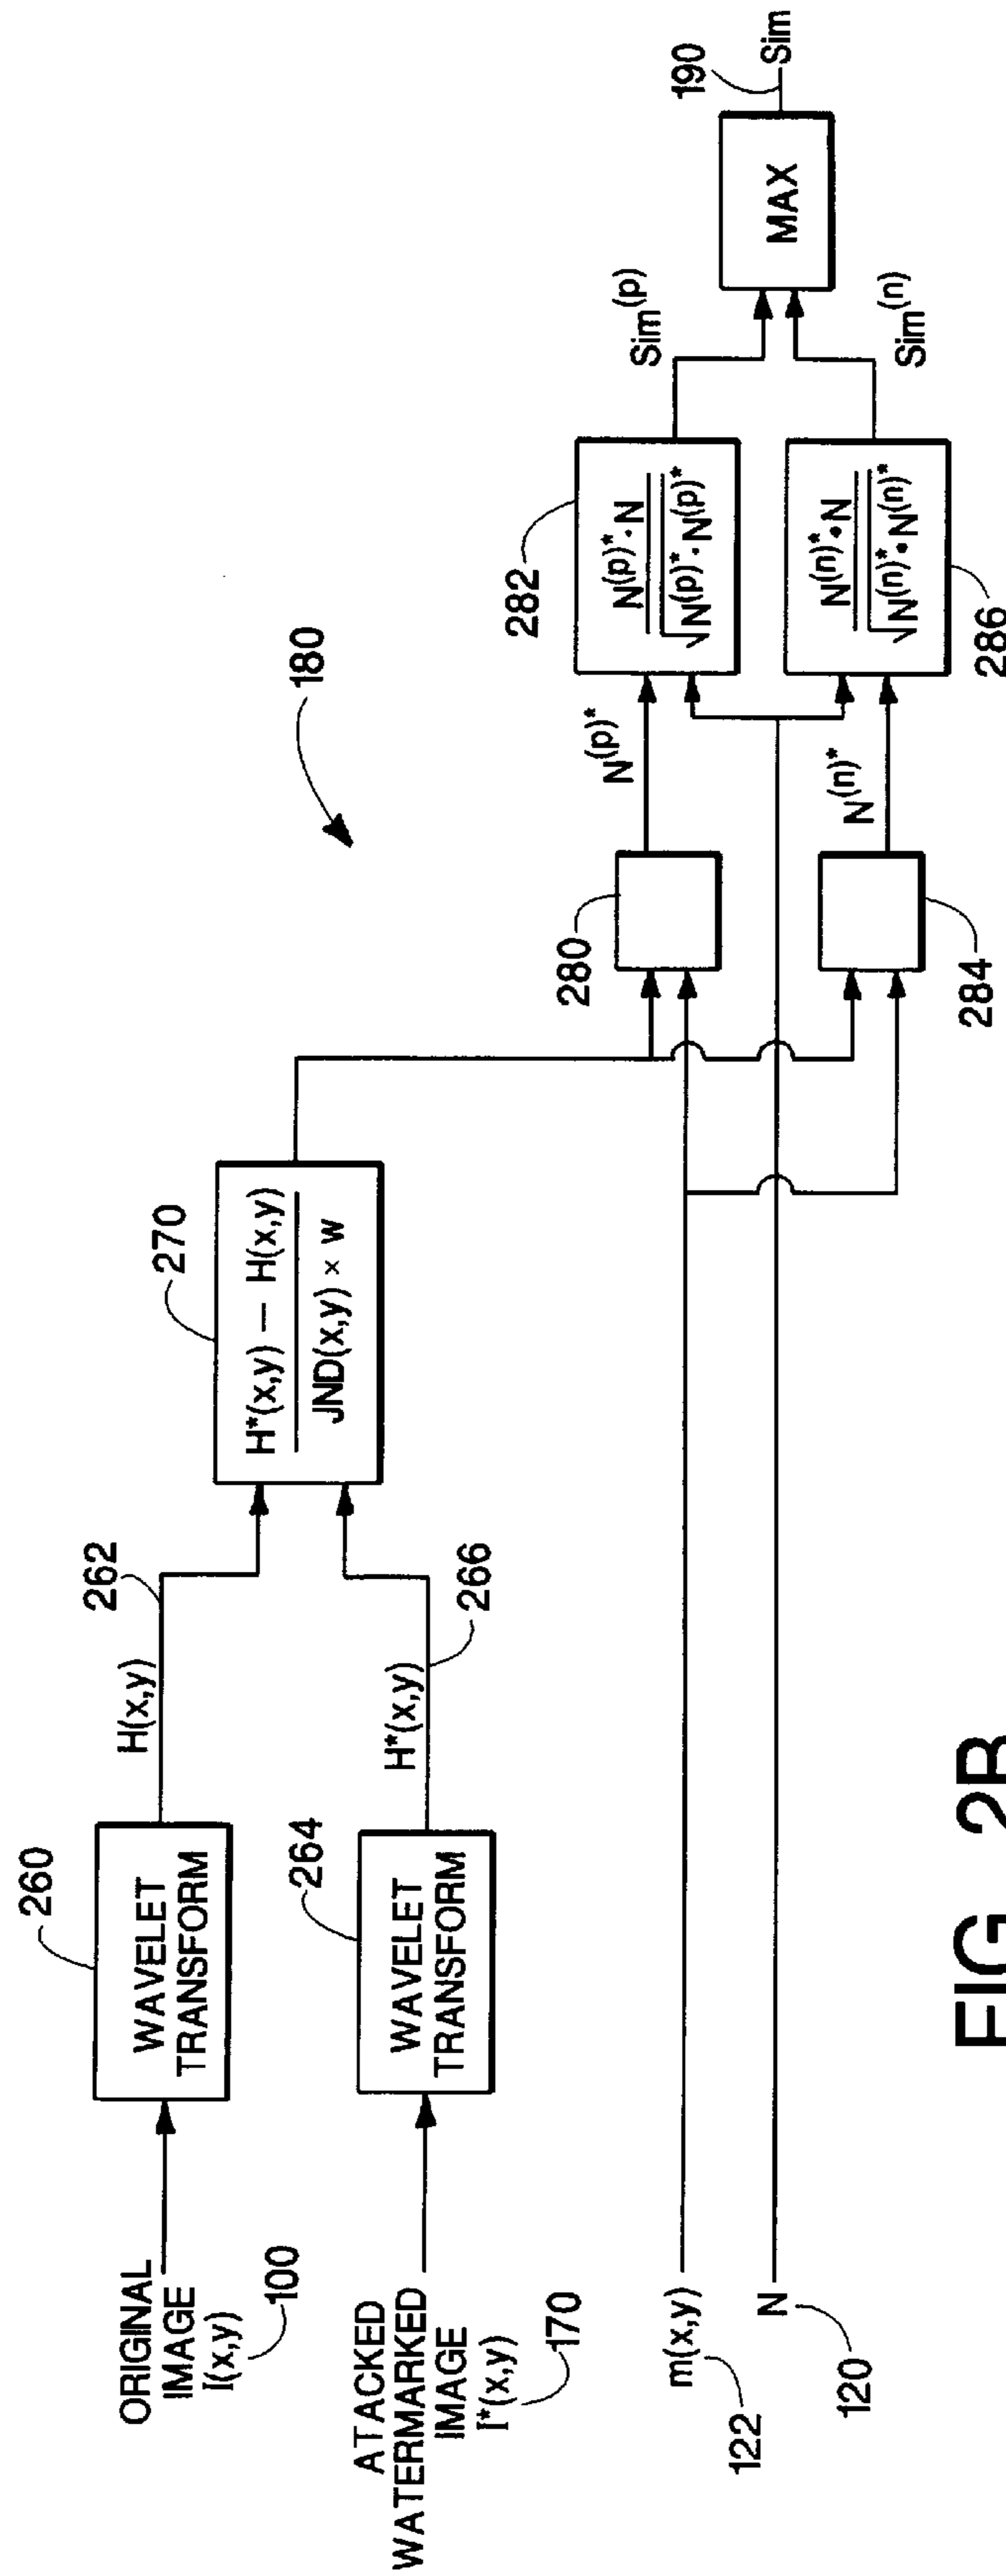 180
260
WAVELET
TRANSFORM
ORIGINAL
IMAGE
I(x,y)
100
H(x,y)
262
264
WAVELET
TRANSFORM
ATACKED
WATERMARKED
IMAGE
I*(x,y)
170
H*(x,y)
266
270
H*(x,y) — H(x,y)
JND(x,y) × w
m(x,y)
122
N
120
280
284
N(p)*
N(n)*
282
N(p)* · N
√N(p)* · N(p)*
N(n)* • N
√N(n)* • N(n)*
286
Sim(p)
Sim(n)
MAX
190
Sim
FIG. 2B